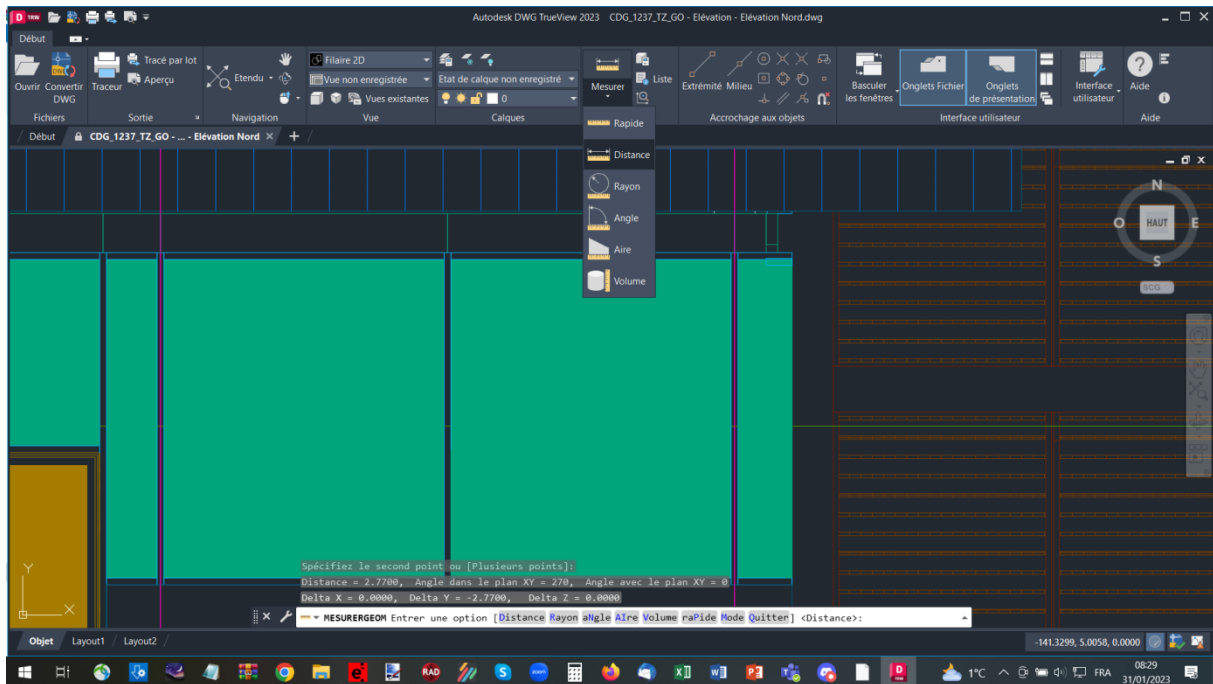 D TRW Autodesk DWG TrueView 2023 CDG_1237_TZ_GO - Elévation - Elévation Nord.dwg
Début
Ouvrir
Convertir DWG
Fichiers
Traceur
Tracé par lot
Aperçu
Sortie
Etendu
Navigation
Filaire 2D
Vue non enregistrée
Vues existantes
Vue
Etat de calque non enregistré
0
Calques
Mesurer
Liste
Extrémité
Milieu
Accrochage aux objets
Basculer les fenêtres
Onglets Fichier
Onglets de présentation
Interface utilisateur
Interface utilisateur
Aide
Aide
Début
CDG_1237_TZ_GO - ... - Elévation Nord
Rapide
Distance
Rayon
Angle
Aire
Volume
N
O HAUT E
S
SCG
Y
X
Spécifiez le second point ou [Plusieurs points]:
Distance = 2.7700, Angle dans le plan XY = 270, Angle avec le plan XY = 0
Delta X = 0.0000, Delta Y = -2.7700, Delta Z = 0.0000
MESURERGEOM Entrer une option [Distance Rayon aNgle AIre Volume raPide Mode Quitter] <Distance>:
Objet Layout1 Layout2
-141.3299, 5.0058, 0.0000
RAD
1°C
FRA
08:29
31/01/2023